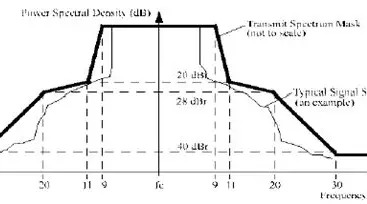 Power Spectral Density (dB)
Transmit Spectrum Mask
(not to scale)
20 dBr
Typical Signal S
(an example)
28 dBr
40 dBr
20 11 9 fc 9 11 20 30
Frequency